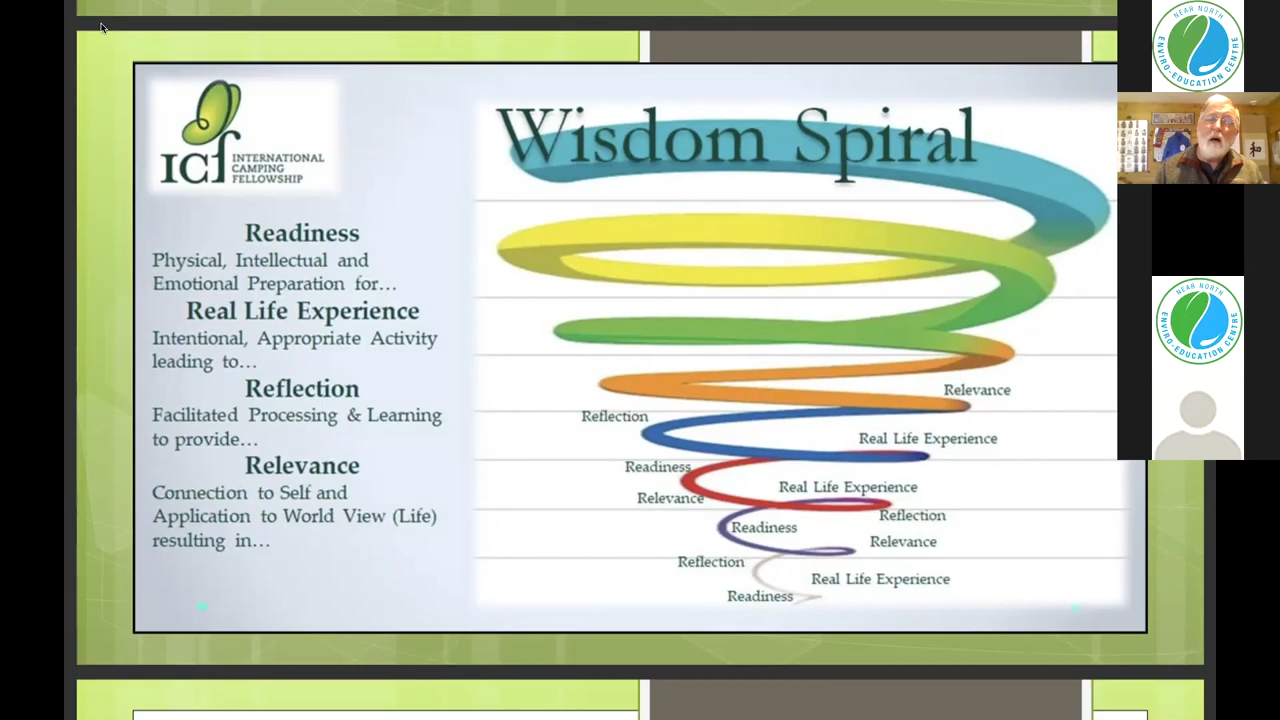 ICf INTERNATIONAL
CAMPING
FELLOWSHIP
Wisdom Spiral
Readiness
Physical, Intellectual and
Emotional Preparation for…
Real Life Experience
Intentional, Appropriate Activity
leading to…
Reflection
Facilitated Processing & Learning
to provide…
Relevance
Connection to Self and
Application to World View (Life)
resulting in…
Relevance
Reflection
Real Life Experience
Readiness
Real Life Experience
Relevance
Reflection
Readiness
Relevance
Reflection
Real Life Experience
Readiness
NEAR NORTH
ENVIRO-EDUCATION CENTRE
和
NEAR NORTH
ENVIRO-EDUCATION CENTRE